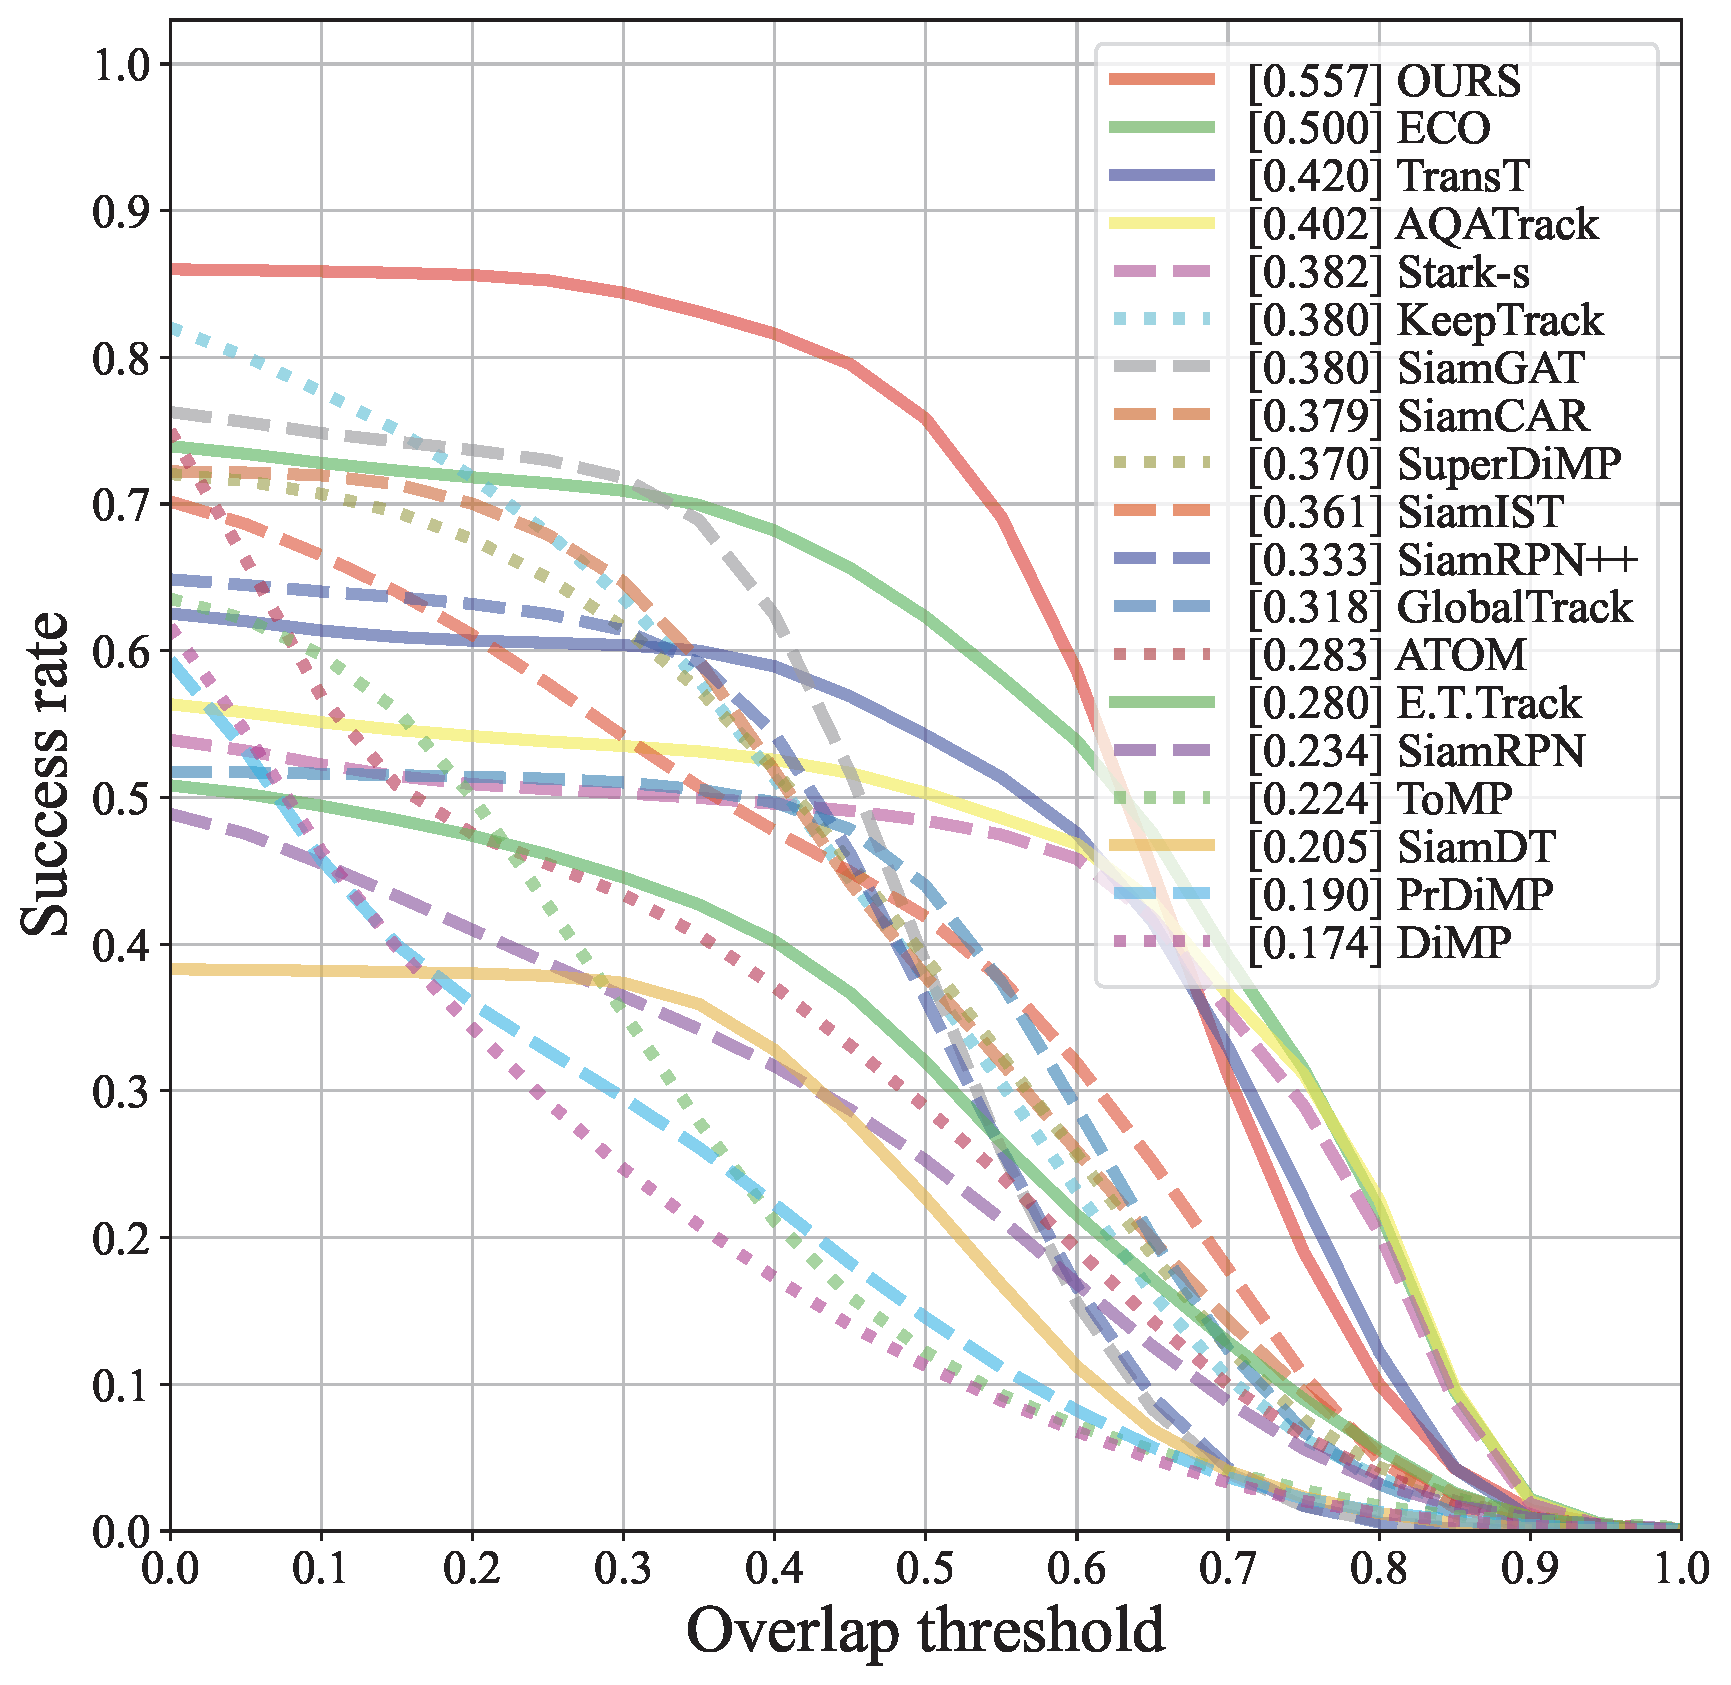 1.0
0.9
0.8
0.7
0.6
0.5
0.4
0.3
0.2
0.1
0.0
Success rate
[0.557] OURS
[0.500] ECO
[0.420] TransT
[0.402] AQATrack
[0.382] Stark-s
[0.380] KeepTrack
[0.380] SiamGAT
[0.379] SiamCAR
[0.370] SuperDiMP
[0.361] SiamIST
[0.333] SiamRPN++
[0.318] GlobalTrack
[0.283] ATOM
[0.280] E.T.Track
[0.234] SiamRPN
[0.224] ToMP
[0.205] SiamDT
[0.190] PrDiMP
[0.174] DiMP
0.0 0.1 0.2 0.3 0.4 0.5 0.6 0.7 0.8 0.9 1.0
Overlap threshold